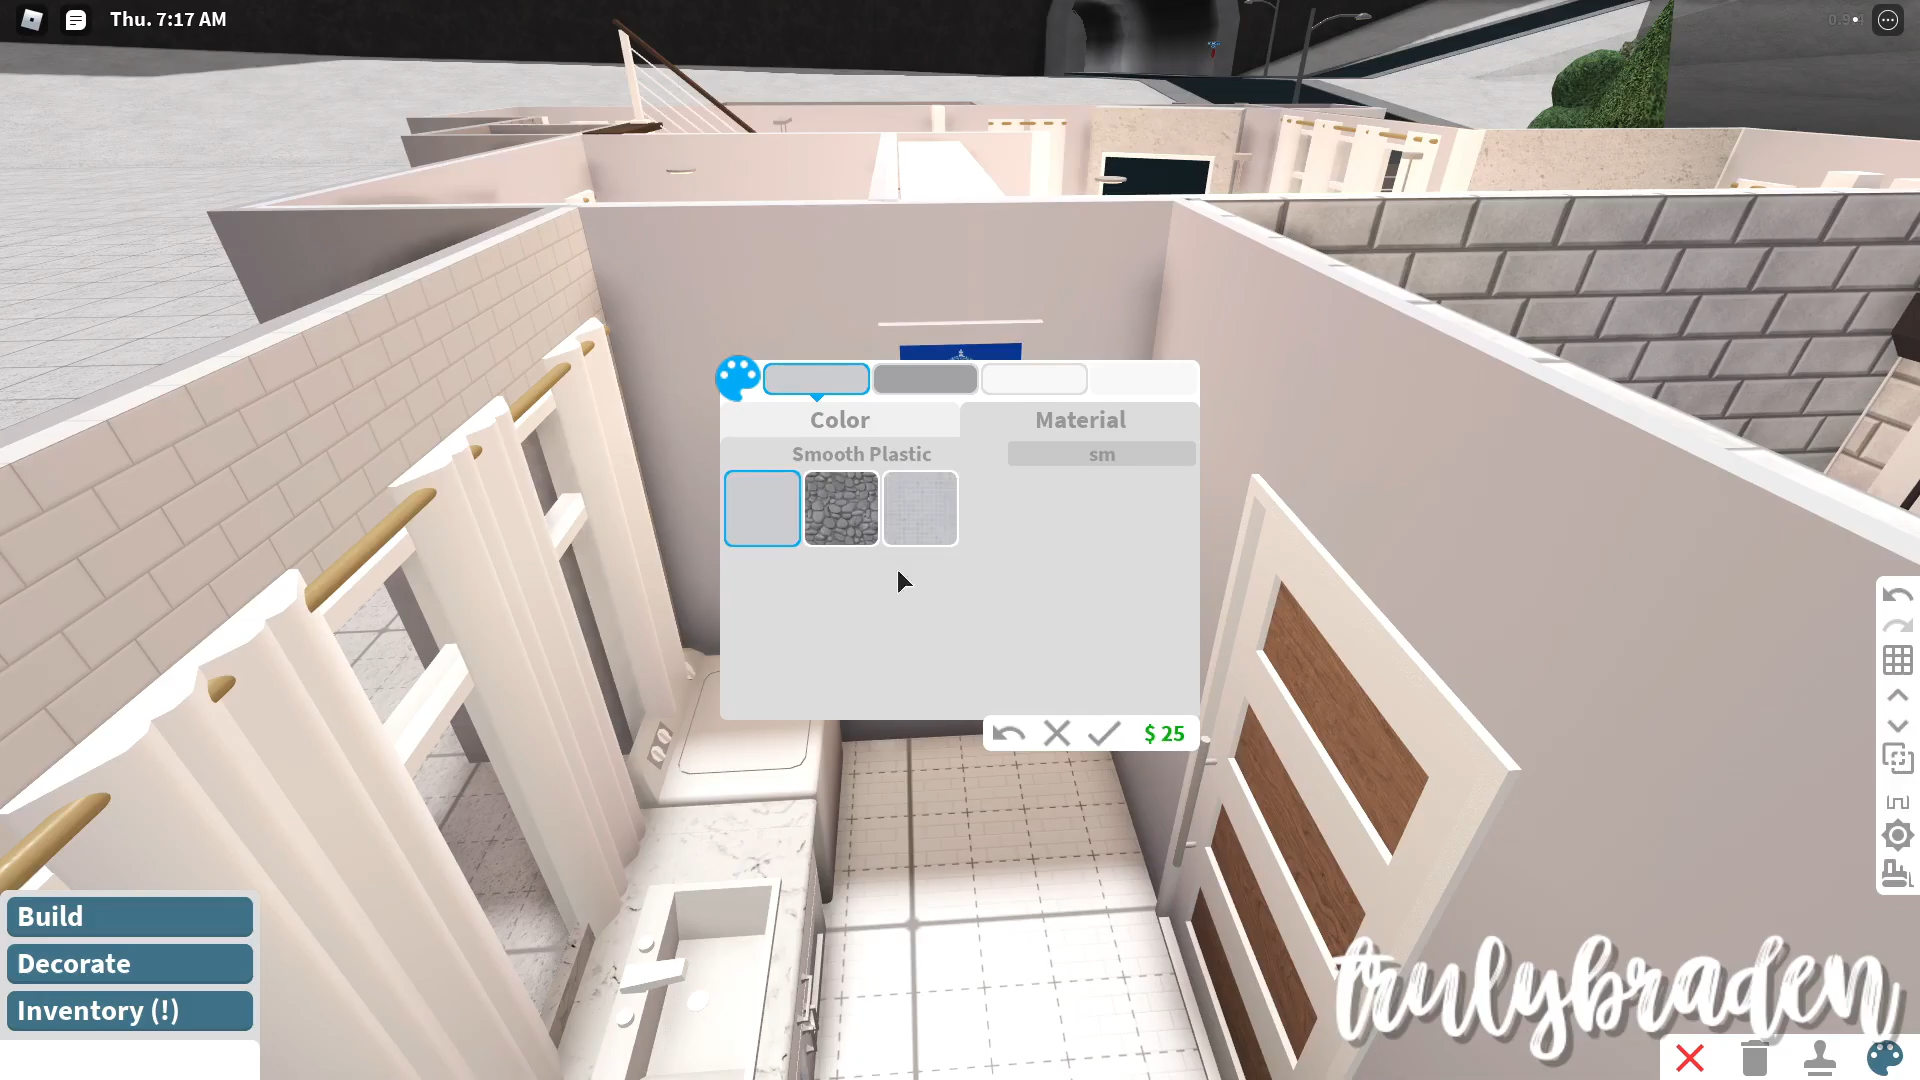 Thu. 7:17 AM
Color
Material
Smooth Plastic
sm
$ 25
Build
Decorate
Inventory (!)
trulybraden